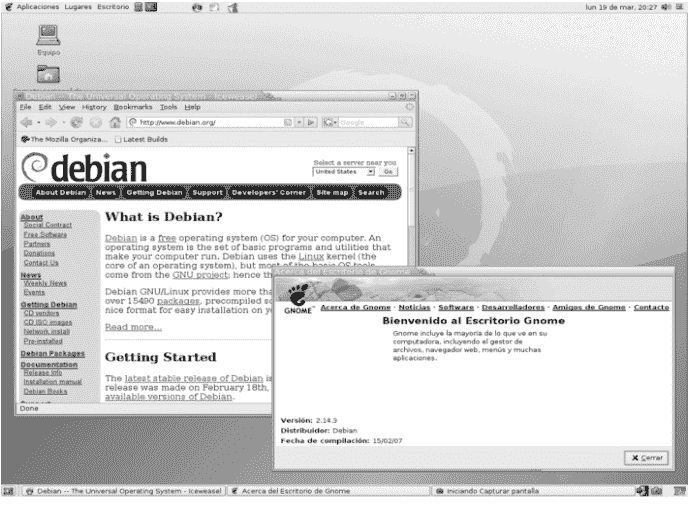 Aplicaciones Lugares Escritorio
lun 19 de mar, 20:27
Equipo
Debian -- The Universal Operating System - Iceweasel
File Edit View History Bookmarks Tools Help
http://www.debian.org/
Google
The Mozilla Organiza... Latest Builds
debian
Select a server near you
United States Go
About Debian News Getting Debian Support Developers' Corner Site map Search
About
Social Contract
Free Software
Partners
Donations
Contact Us
News
Weekly News
Events
Getting Debian
CD vendors
CD ISO images
Network install
Pre-installed
Debian Packages
Documentation
Release Info
Installation manual
Debian Books
What is Debian?
Debian is a free operating system (OS) for your computer. An
operating system is the set of basic programs and utilities that
make your computer run. Debian uses the Linux kernel (the
core of an operating system), but most of the basic OS tools
come from the GNU project; hence th
Debian GNU/Linux provides more tha
over 15490 packages, precompiled so
nice format for easy installation on yo
Read more...
Getting Started
The latest stable release of Debian is
release was made on February 18th,
available versions of Debian.
Done
Acerca del Escritorio de Gnome
GNOME
Acerca de Gnome · Noticias · Software · Desarrolladores · Amigos de Gnome · Contacto
Bienvenido al Escritorio Gnome
Gnome incluye la mayoría de lo que ve en su
computadora, incluyendo el gestor de
archivos, navegador web, menús y muchas
aplicaciones.
Versión: 2.14.3
Distribuidor: Debian
Fecha de compilación: 15/02/07
Cerrar
Debian -- The Universal Operating System - Iceweasel
Acerca del Escritorio de Gnome
Iniciando Capturar pantalla